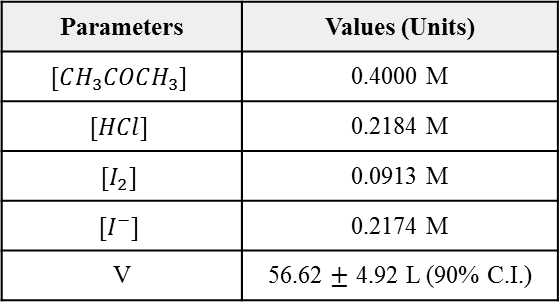 Parameters Values (Units)
[CH₃COCH₃] 0.4000 M
[HCl] 0.2184 M
[I₂] 0.0913 M
[I⁻] 0.2174 M
V 56.62 ± 4.92 L (90% C.I.)